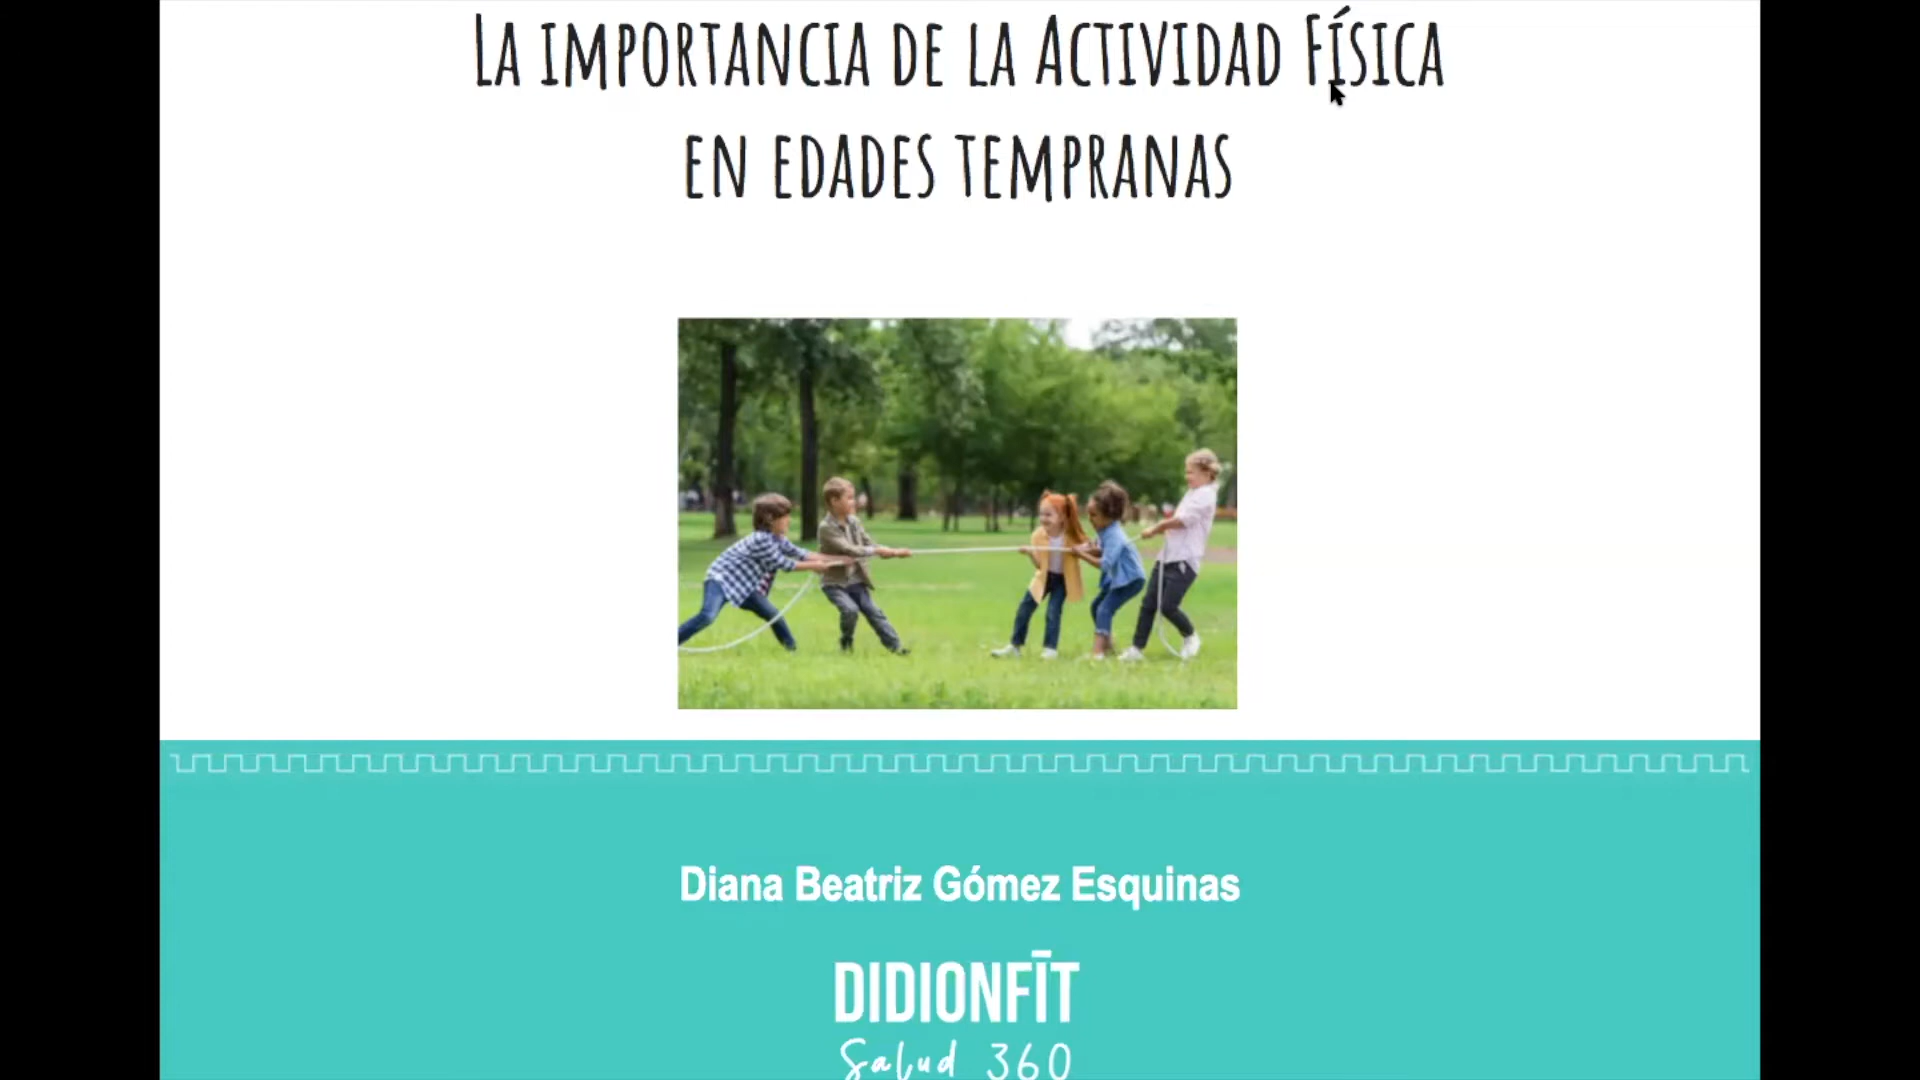 La importancia de la Actividad Física
en edades tempranas
Diana Beatriz Gómez Esquinas
DIDIONFĪT
Salud 360